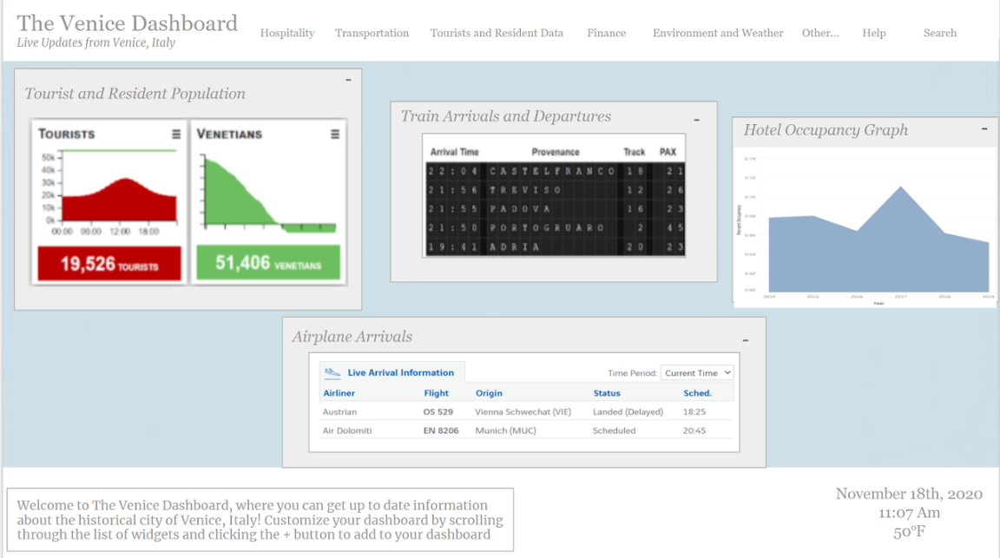 The Venice Dashboard
Live Updates from Venice, Italy
Hospitality Transportation Tourists and Resident Data Finance Environment and Weather Other... Help Search
Tourist and Resident Population
TOURISTS
50k
40k
30k
20k
10k
0k
00:00 06:00 12:00 18:00
19,526 TOURISTS
VENETIANS
51,406 VENETIANS
Train Arrivals and Departures
Arrival Time Provenance Track PAX
22:04 CASTELFRANCO 18 21
21:56 TREVISO 12 26
21:55 PADOVA 16 23
21:50 PORTOGRUARO 2 45
19:41 ADRIA 20 23
Hotel Occupancy Graph
0.74
0.72
0.70
0.68
0.66
0.64
0.62
0.60
Percent Occupancy
2014 2015 2016 2017 2018 2019
Year
Airplane Arrivals
Live Arrival Information
Time Period: Current Time
Airliner Flight Origin Status Sched.
Austrian OS 529 Vienna Schwechat (VIE) Landed (Delayed) 18:25
Air Dolomiti EN 8206 Munich (MUC) Scheduled 20:45
Welcome to The Venice Dashboard, where you can get up to date information
about the historical city of Venice, Italy! Customize your dashboard by scrolling
through the list of widgets and clicking the + button to add to your dashboard
November 18th, 2020
11:07 Am
50°F